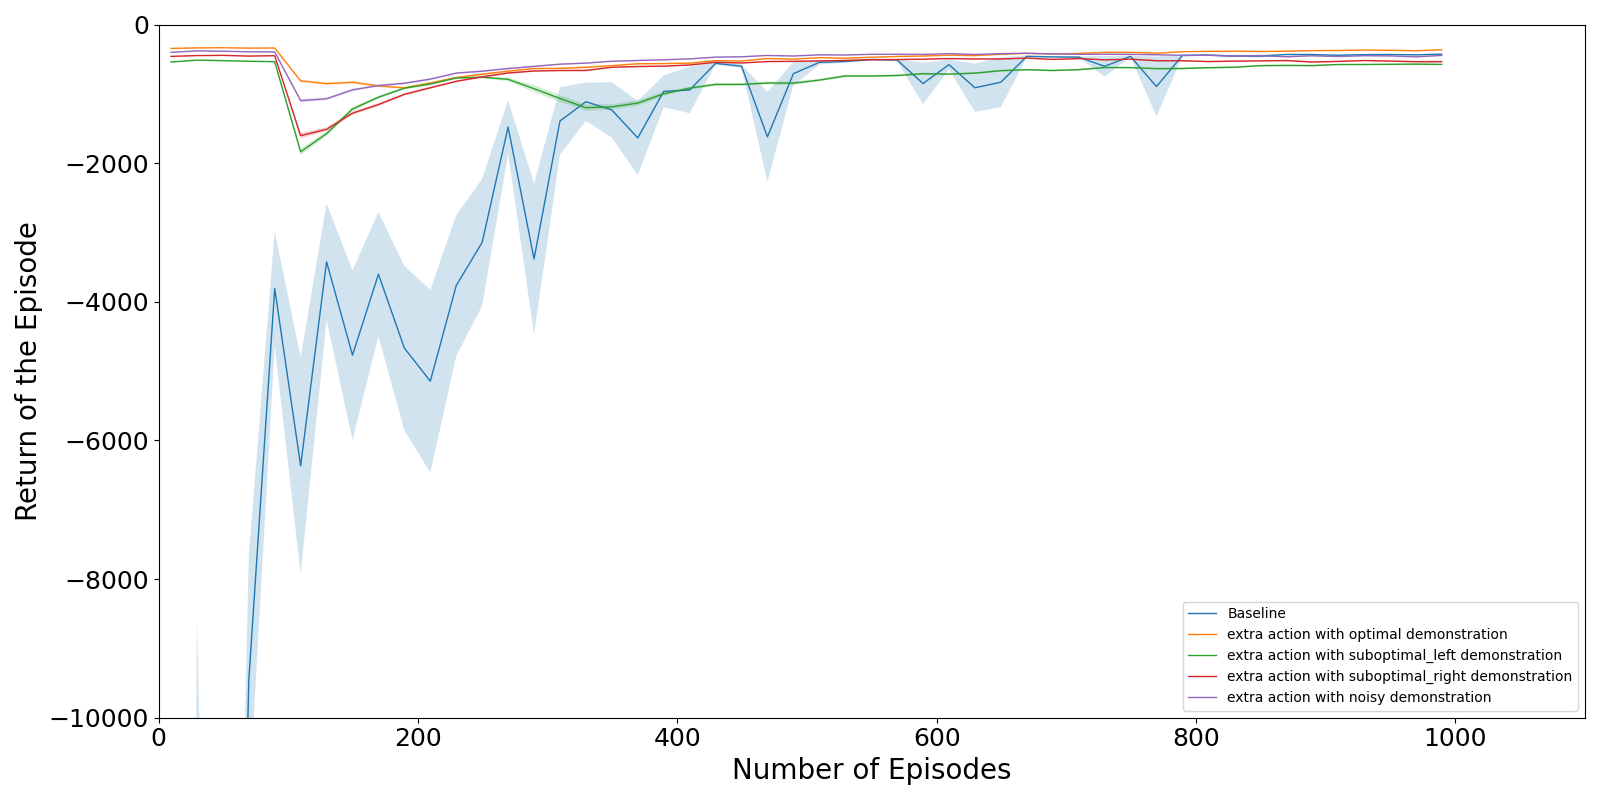 0
−2000
−4000
−6000
−8000
−10000
Return of the Episode
0
200
400
600
800
1000
Number of Episodes
Baseline
extra action with optimal demonstration
extra action with suboptimal_left demonstration
extra action with suboptimal_right demonstration
extra action with noisy demonstration